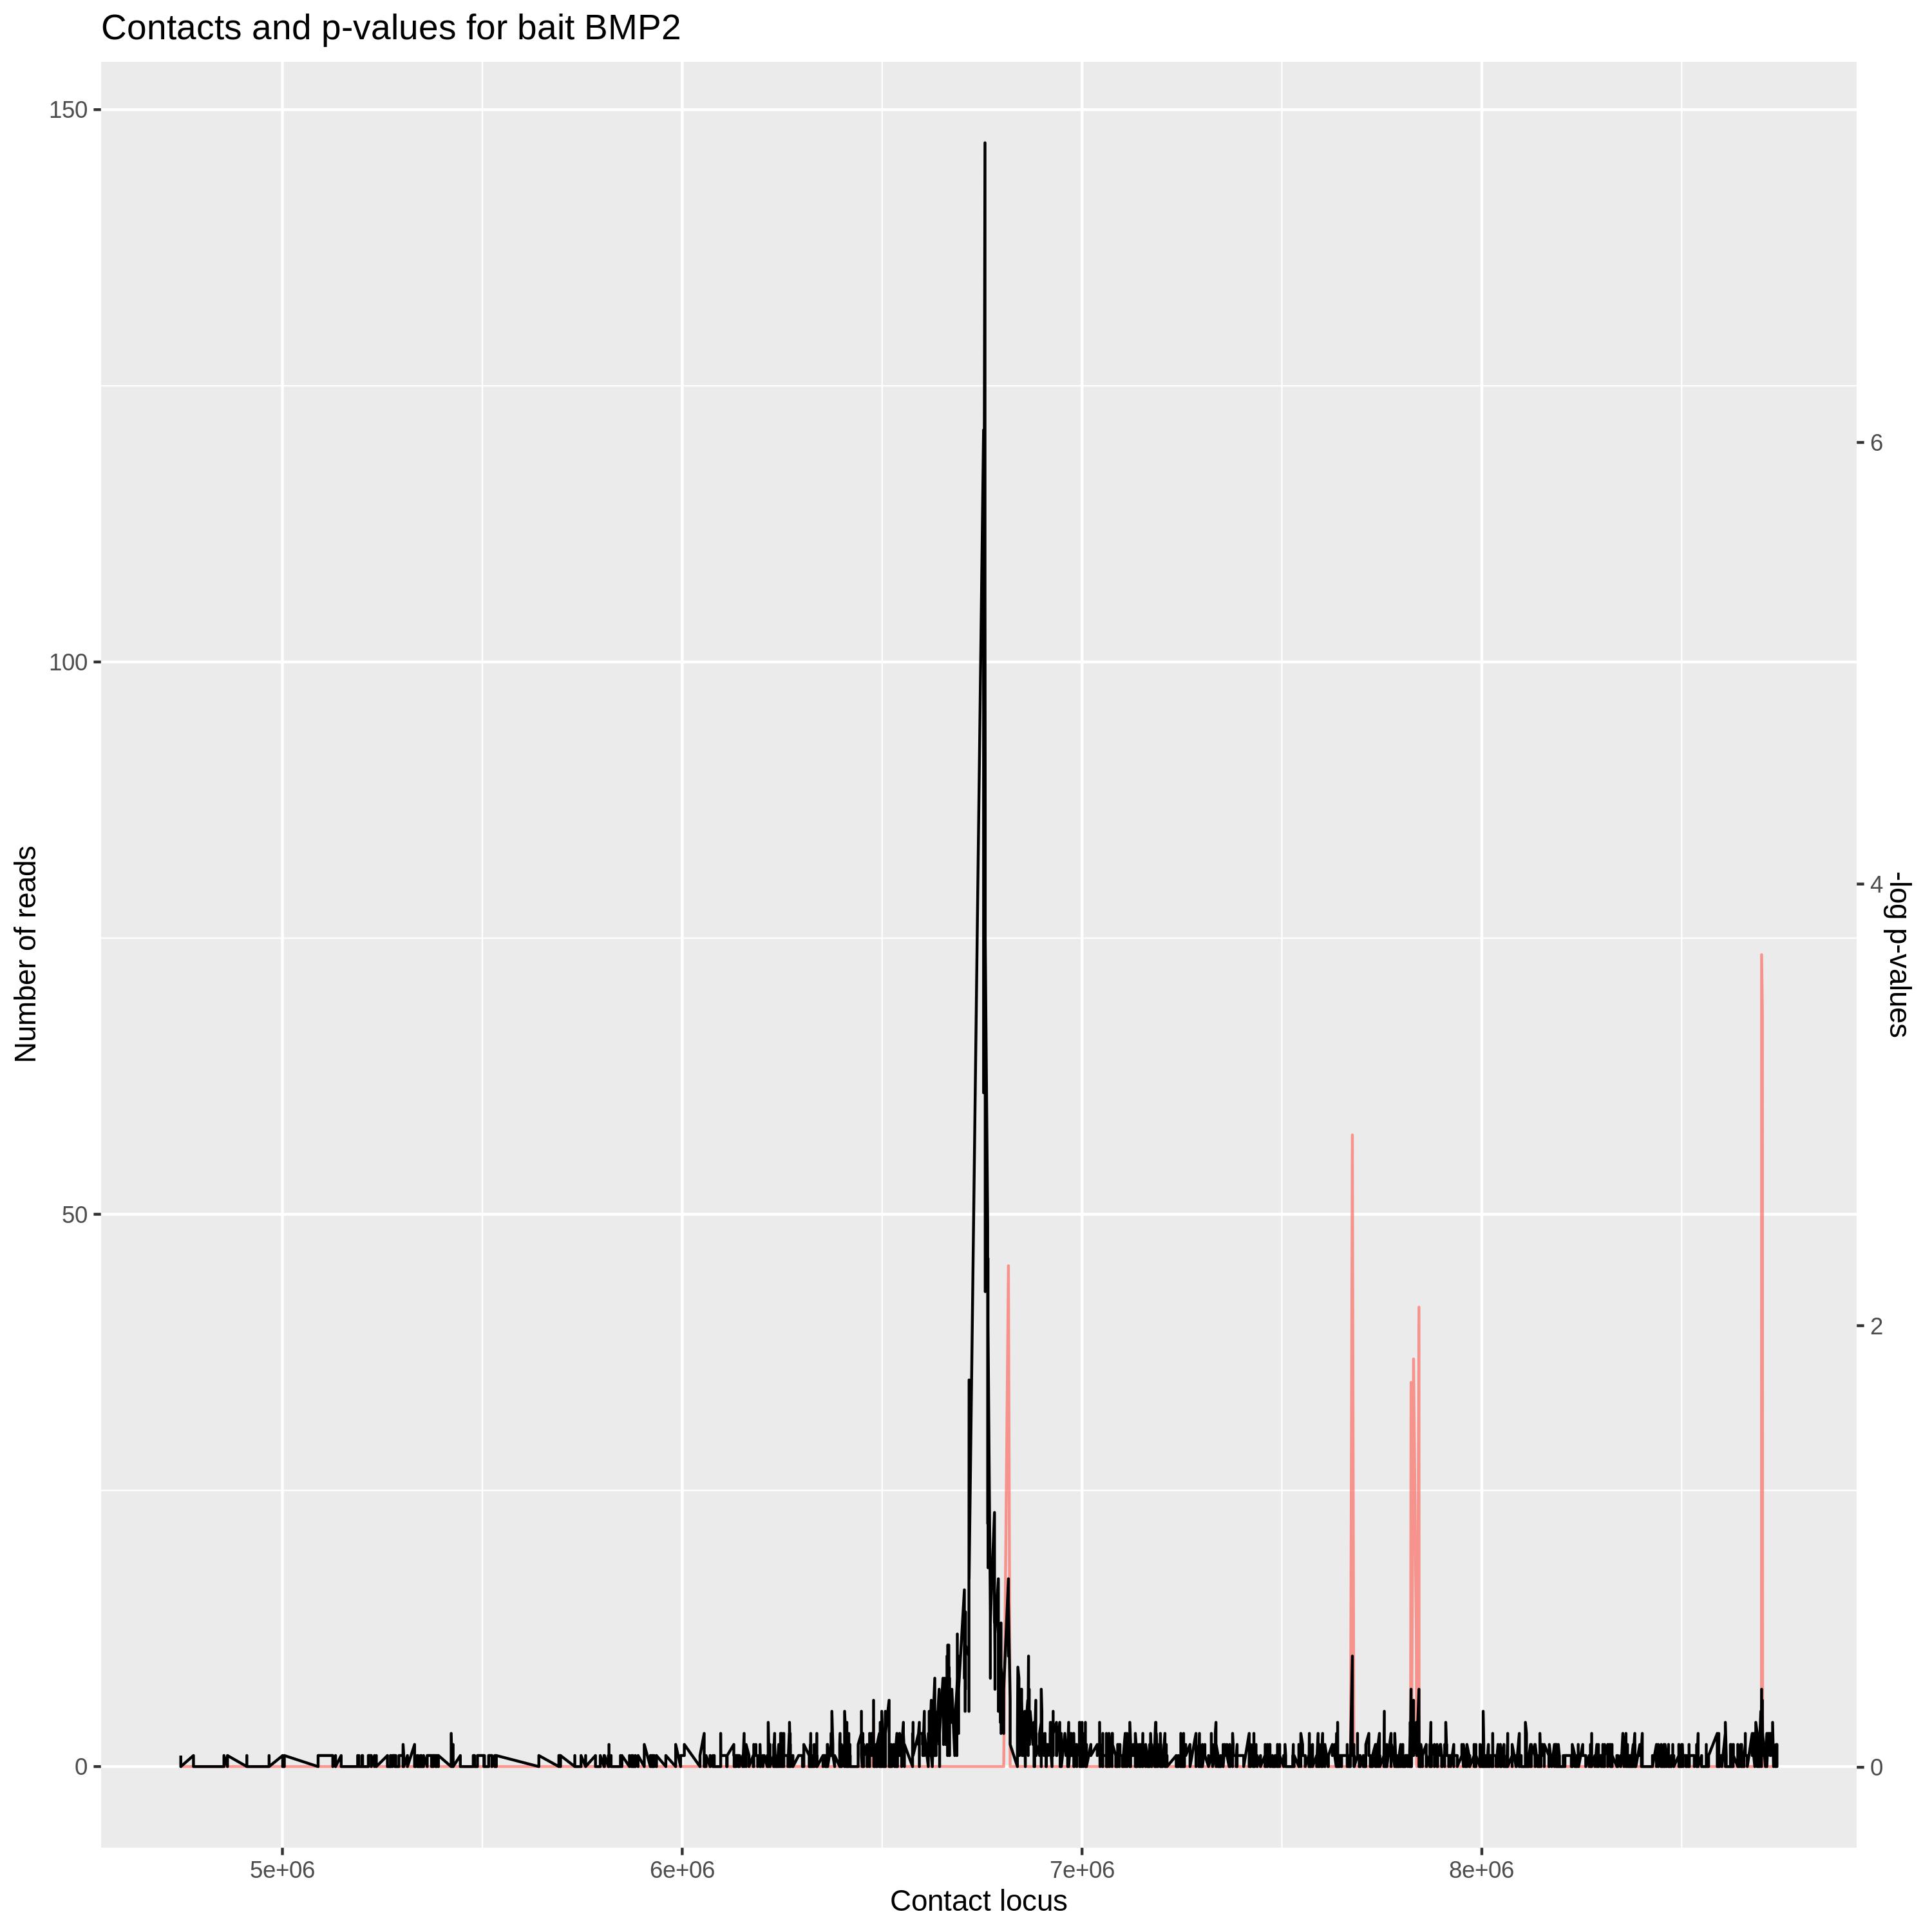 Contacts and p-values for bait BMP2
150
100
50
0
Number of reads
6
4
2
0
-log p-values
5e+06
6e+06
7e+06
8e+06
Contact locus